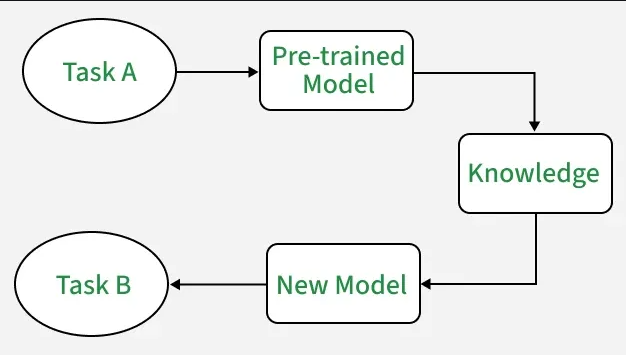 Task A
Pre-trained
Model
Knowledge
New Model
Task B